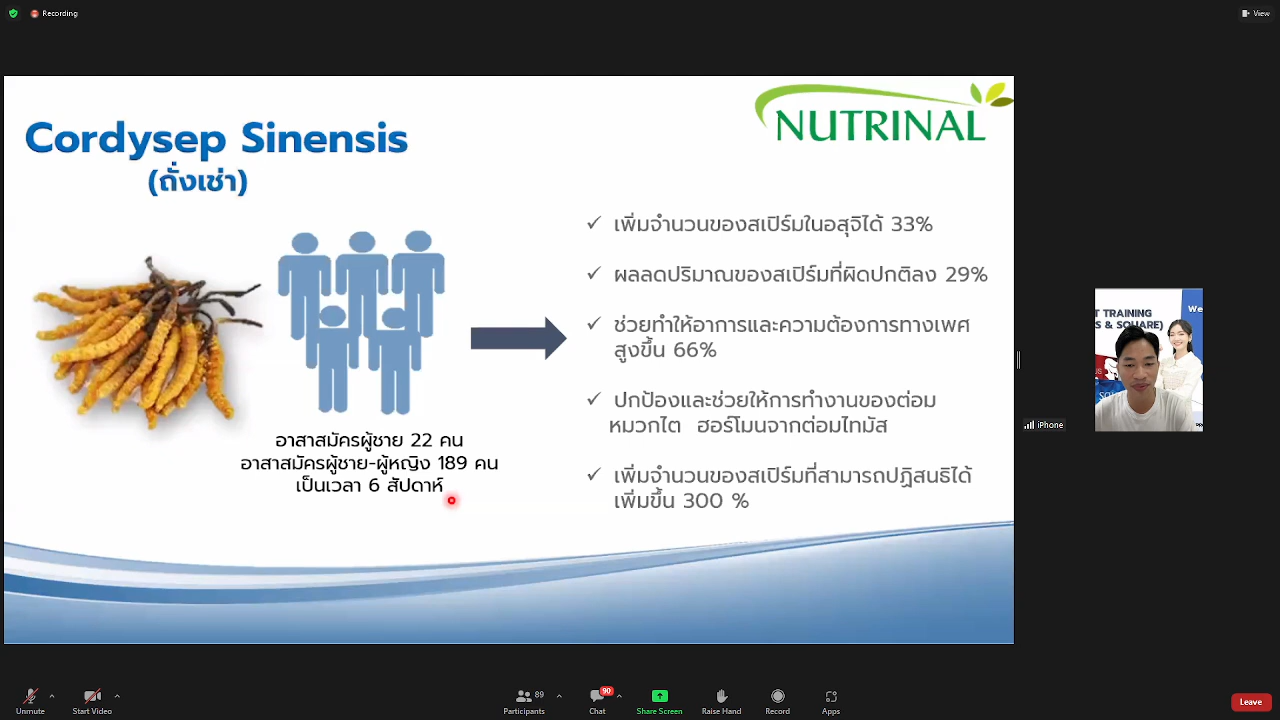 Recording
View
NUTRINAL
Cordysep Sinensis
(ถั่งเช่า)
เพิ่มจำนวนของสเปิร์มในอสุจิได้ 33%
ผลลดปริมาณของสเปิร์มที่ผิดปกติลง 29%
ช่วยทำให้อาการและความต้องการทางเพศ
สูงขึ้น 66%
ปกป้องและช่วยให้การทำงานของต่อม
หมวกไต ฮอร์โมนจากต่อมไทมัส
เพิ่มจำนวนของสเปิร์มที่สามารถปฏิสนธิได้
เพิ่มขึ้น 300 %
อาสาสมัครผู้ชาย 22 คน
อาสาสมัครผู้ชาย-ผู้หญิง 189 คน
เป็นเวลา 6 สัปดาห์
T TRAINING
S & SQUARE)
We
iPhone
Unmute
Start Video
89
Participants
90
Chat
Share Screen
Raise Hand
Record
Apps
Leave